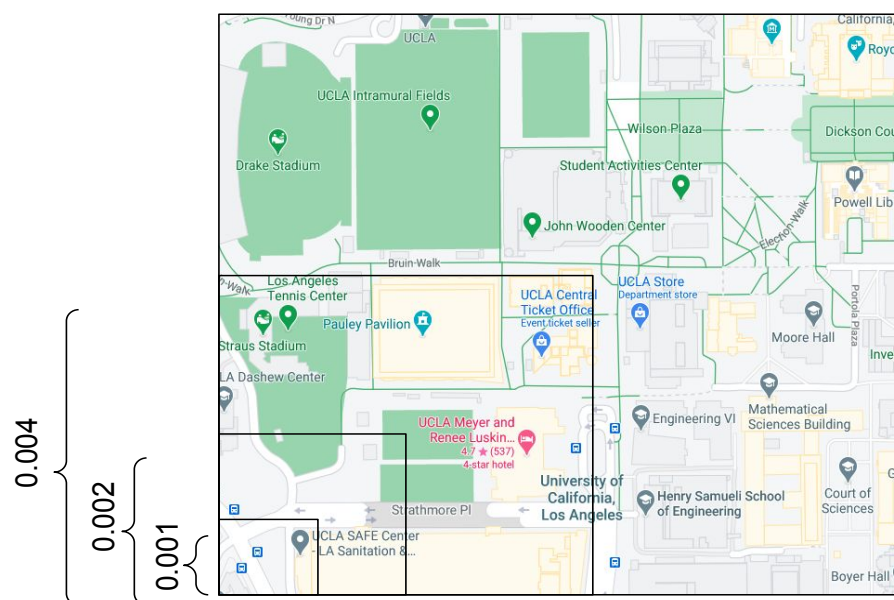 Young Dr N
UCLA
California,
Royc
UCLA Intramural Fields
Wilson Plaza
Dickson Cou
Drake Stadium
Student Activities Center
Powell Lib
John Wooden Center
Election-Walk
Bruin Walk
n-Walk
Los Angeles
Tennis Center
UCLA Central
Ticket Office
Event ticket seller
UCLA Store
Department store
Portola Plaza
Pauley Pavilion
Straus Stadium
Moore Hall
Inve
LA Dashew Center
UCLA Meyer and
Renee Luskin...
4.7 ★ (537)
4-star hotel
Engineering VI
Mathematical
Sciences Building
University of
California,
Los Angeles
Henry Samueli School
of Engineering
Court of
Sciences
G
Strathmore Pl
UCLA SAFE Center
- LA Sanitation &...
Boyer Hall
0.004
0.002
0.001